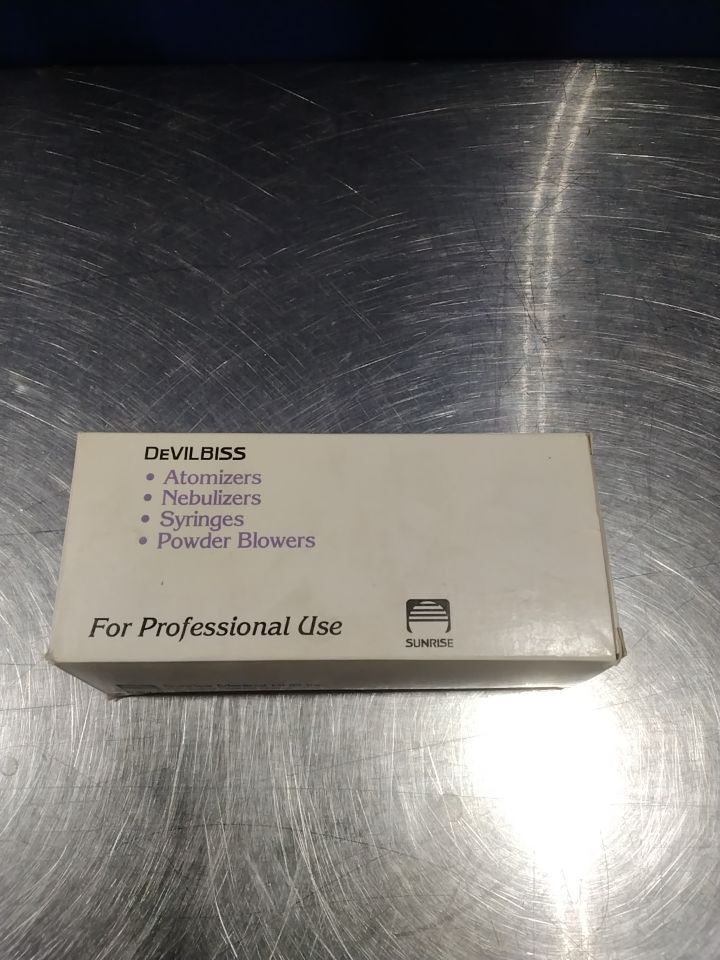 DEVILBISS
• Atomizers
• Nebulizers
• Syringes
• Powder Blowers
For Professional Use
SUNRISE